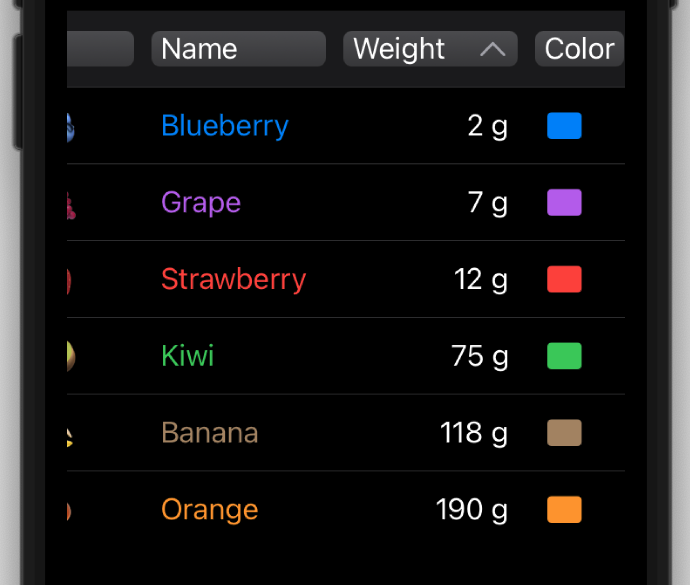 Name Weight Color
Blueberry 2 g
Grape 7 g
Strawberry 12 g
Kiwi 75 g
Banana 118 g
Orange 190 g